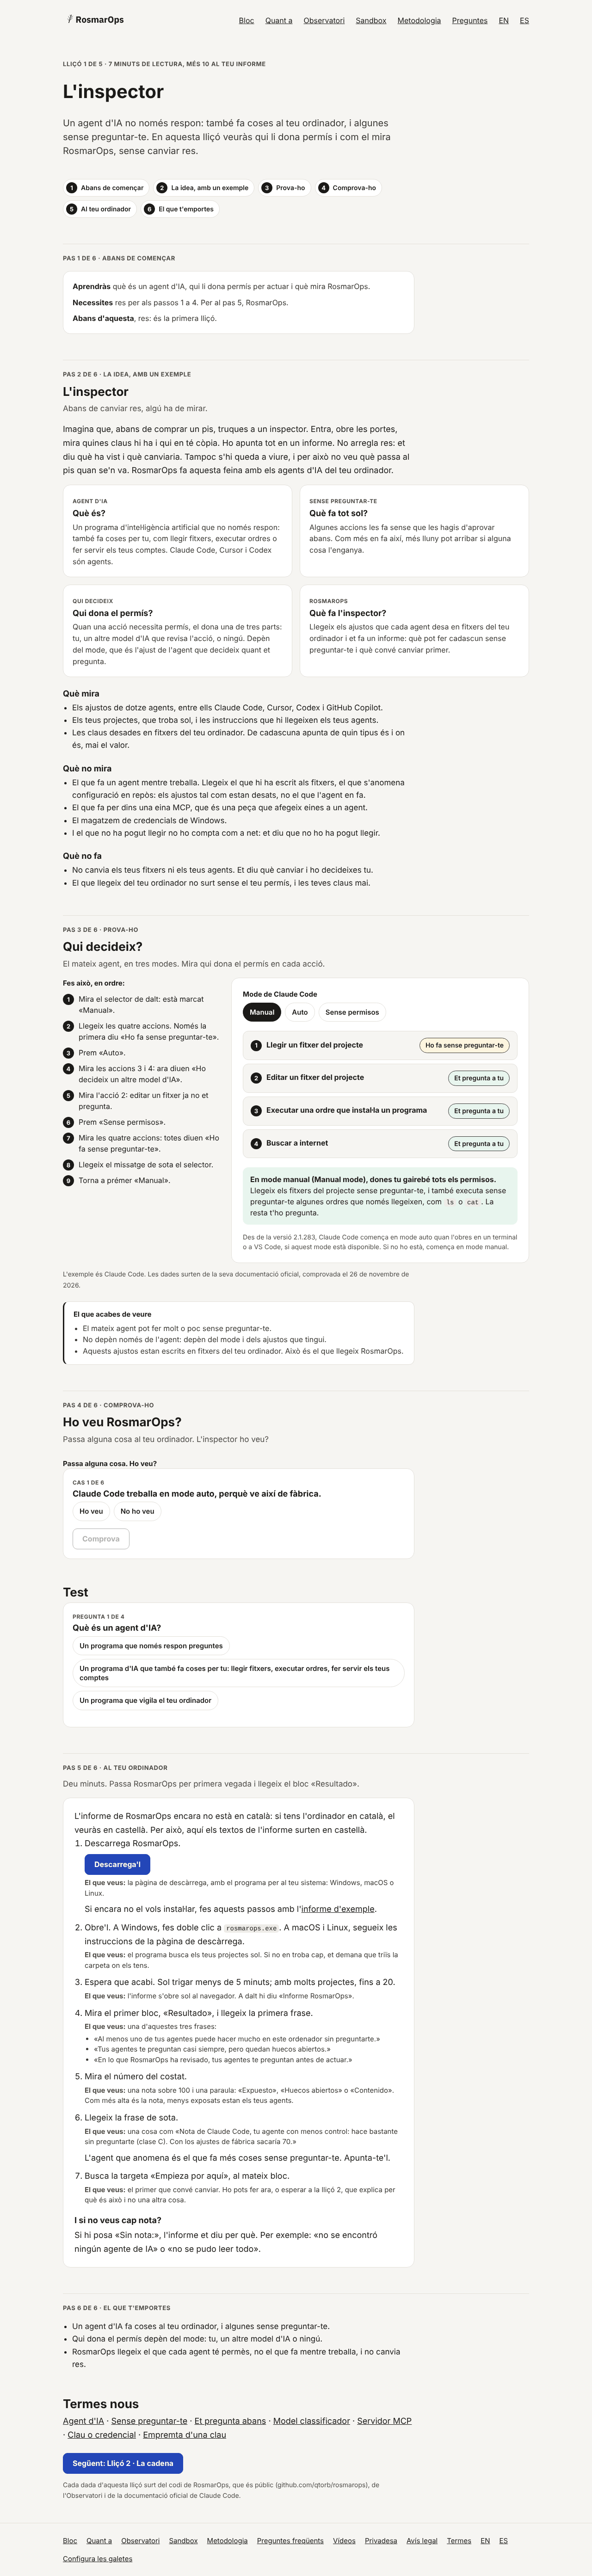 RosmarOps
Bloc Quant a Observatori Sandbox Metodologia Preguntes EN ES
LLIÇÓ 1 DE 5 · 7 MINUTS DE LECTURA, MÉS 10 AL TEU INFORME
L'inspector
Un agent d'IA no només respon: també fa coses al teu ordinador, i algunes
sense preguntar-te. En aquesta lliçó veuràs qui li dona permís i com el mira
RosmarOps, sense canviar res.
1 Abans de començar 2 La idea, amb un exemple 3 Prova-ho 4 Comprova-ho
5 Al teu ordinador 6 El que t'emportes
PAS 1 DE 6 · ABANS DE COMENÇAR
Aprendràs què és un agent d'IA, qui li dona permís per actuar i què mira RosmarOps.
Necessites res per als passos 1 a 4. Per al pas 5, RosmarOps.
Abans d'aquesta, res: és la primera lliçó.
PAS 2 DE 6 · LA IDEA, AMB UN EXEMPLE
L'inspector
Abans de canviar res, algú ha de mirar.
Imagina que, abans de comprar un pis, truques a un inspector. Entra, obre les portes,
mira quines claus hi ha i qui en té còpia. Ho apunta tot en un informe. No arregla res: et
diu què ha vist i què canviaria. Tampoc s'hi queda a viure, i per això no veu què passa al
pis quan se'n va. RosmarOps fa aquesta feina amb els agents d'IA del teu ordinador.
AGENT D'IA
Què és?
Un programa d'intel·ligència artificial que no només respon:
també fa coses per tu, com llegir fitxers, executar ordres o
fer servir els teus comptes. Claude Code, Cursor i Codex
són agents.
SENSE PREGUNTAR-TE
Què fa tot sol?
Algunes accions les fa sense que les hagis d'aprovar
abans. Com més en faci així, més lluny pot arribar si alguna
cosa l'enganya.
QUI DECIDEIX
Qui dona el permís?
Quan una acció necessita permís, el dona una de tres parts:
tu, un altre model d'IA que revisa l'acció, o ningú. Depèn
del mode, que és l'ajust de l'agent que decideix quant et
pregunta.
ROSMAROPS
Què fa l'inspector?
Llegeix els ajustos que cada agent desa en fitxers del teu
ordinador i et fa un informe: què pot fer cadascun sense
preguntar-te i què convé canviar primer.
Què mira
• Els ajustos de dotze agents, entre ells Claude Code, Cursor, Codex i GitHub Copilot.
• Els teus projectes, que troba sol, i les instruccions que hi llegeixen els teus agents.
• Les claus desades en fitxers del teu ordinador. De cadascuna apunta de quin tipus és i on
és, mai el valor.
Què no mira
• El que fa un agent mentre treballa. Llegeix el que hi ha escrit als fitxers, el que s'anomena
configuració en repòs: els ajustos tal com estan desats, no el que l'agent en fa.
• El que fa per dins una eina MCP, que és una peça que afegeix eines a un agent.
• El magatzem de credencials de Windows.
• I el que no ha pogut llegir no ho compta com a net: et diu que no ho ha pogut llegir.
Què no fa
• No canvia els teus fitxers ni els teus agents. Et diu què canviar i ho decideixes tu.
• El que llegeix del teu ordinador no surt sense el teu permís, i les teves claus mai.
PAS 3 DE 6 · PROVA-HO
Qui decideix?
El mateix agent, en tres modes. Mira qui dona el permís en cada acció.
Fes això, en ordre:
1 Mira el selector de dalt: està marcat
«Manual».
2 Llegeix les quatre accions. Només la
primera diu «Ho fa sense preguntar-te».
3 Prem «Auto».
4 Mira les accions 3 i 4: ara diuen «Ho
decideix un altre model d'IA».
5 Mira l'acció 2: editar un fitxer ja no et
pregunta.
6 Prem «Sense permisos».
7 Mira les quatre accions: totes diuen «Ho
fa sense preguntar-te».
8 Llegeix el missatge de sota el selector.
9 Torna a prémer «Manual».
Mode de Claude Code
Manual Auto Sense permisos
1 Llegir un fitxer del projecte Ho fa sense preguntar-te
2 Editar un fitxer del projecte Et pregunta a tu
3 Executar una ordre que instal·la un programa Et pregunta a tu
4 Buscar a internet Et pregunta a tu
En mode manual (Manual mode), dones tu gairebé tots els permisos.
Llegeix els fitxers del projecte sense preguntar-te, i també executa sense
preguntar-te algunes ordres que només llegeixen, com ls o cat. La
resta t'ho pregunta.
Des de la versió 2.1.283, Claude Code comença en mode auto quan l'obres en un terminal
o a VS Code, si aquest mode està disponible. Si no ho està, comença en mode manual.
L'exemple és Claude Code. Les dades surten de la seva documentació oficial, comprovada el 26 de novembre de
2026.
El que acabes de veure
• El mateix agent pot fer molt o poc sense preguntar-te.
• No depèn només de l'agent: depèn del mode i dels ajustos que tingui.
• Aquests ajustos estan escrits en fitxers del teu ordinador. Això és el que llegeix RosmarOps.
PAS 4 DE 6 · COMPROVA-HO
Ho veu RosmarOps?
Passa alguna cosa al teu ordinador. L'inspector ho veu?
Passa alguna cosa. Ho veu?
CAS 1 DE 6
Claude Code treballa en mode auto, perquè ve així de fàbrica.
Ho veu No ho veu
Comprova
Test
PREGUNTA 1 DE 4
Què és un agent d'IA?
Un programa que només respon preguntes
Un programa d'IA que també fa coses per tu: llegir fitxers, executar ordres, fer servir els teus
comptes
Un programa que vigila el teu ordinador
PAS 5 DE 6 · AL TEU ORDINADOR
Deu minuts. Passa RosmarOps per primera vegada i llegeix el bloc «Resultado».
L'informe de RosmarOps encara no està en català: si tens l'ordinador en català, el
veuràs en castellà. Per això, aquí els textos de l'informe surten en castellà.
1. Descarrega RosmarOps.
Descarrega'l
El que veus: la pàgina de descàrrega, amb el programa per al teu sistema: Windows, macOS o
Linux.
Si encara no el vols instal·lar, fes aquests passos amb l'informe d'exemple.
2. Obre'l. A Windows, fes doble clic a rosmarops.exe. A macOS i Linux, segueix les
instruccions de la pàgina de descàrrega.
El que veus: el programa busca els teus projectes sol. Si no en troba cap, et demana que triïs la
carpeta on els tens.
3. Espera que acabi. Sol trigar menys de 5 minuts; amb molts projectes, fins a 20.
El que veus: l'informe s'obre sol al navegador. A dalt hi diu «Informe RosmarOps».
4. Mira el primer bloc, «Resultado», i llegeix la primera frase.
El que veus: una d'aquestes tres frases:
• «Al menos uno de tus agentes puede hacer mucho en este ordenador sin preguntarte.»
• «Tus agentes te preguntan casi siempre, pero quedan huecos abiertos.»
• «En lo que RosmarOps ha revisado, tus agentes te preguntan antes de actuar.»
5. Mira el número del costat.
El que veus: una nota sobre 100 i una paraula: «Expuesto», «Huecos abiertos» o «Contenido».
Com més alta és la nota, menys exposats estan els teus agents.
6. Llegeix la frase de sota.
El que veus: una cosa com «Nota de Claude Code, tu agente con menos control: hace bastante
sin preguntarte (clase C). Con los ajustes de fábrica sacaría 70.»
L'agent que anomena és el que fa més coses sense preguntar-te. Apunta-te'l.
7. Busca la targeta «Empieza por aquí», al mateix bloc.
El que veus: el primer que convé canviar. Ho pots fer ara, o esperar a la lliçó 2, que explica per
què és això i no una altra cosa.
I si no veus cap nota?
Si hi posa «Sin nota:», l'informe et diu per què. Per exemple: «no se encontró
ningún agente de IA» o «no se pudo leer todo».
PAS 6 DE 6 · EL QUE T'EMPORTES
• Un agent d'IA fa coses al teu ordinador, i algunes sense preguntar-te.
• Qui dona el permís depèn del mode: tu, un altre model d'IA o ningú.
• RosmarOps llegeix el que cada agent té permès, no el que fa mentre treballa, i no canvia
res.
Termes nous
Agent d'IA · Sense preguntar-te · Et pregunta abans · Model classificador · Servidor MCP
· Clau o credencial · Empremta d'una clau
Següent: Lliçó 2 · La cadena
Cada dada d'aquesta lliçó surt del codi de RosmarOps, que és públic (github.com/qtorb/rosmarops), de
l'Observatori i de la documentació oficial de Claude Code.
Bloc Quant a Observatori Sandbox Metodologia Preguntes freqüents Vídeos Privadesa Avís legal Termes EN ES
Configura les galetes